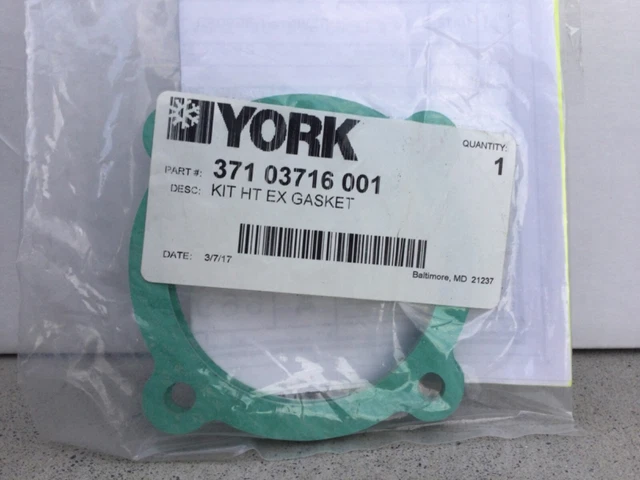 YORK
QUANTITY:
1
PART #: 371 03716 001
DESC: KIT HT EX GASKET
DATE: 3/7/17
Baltimore, MD 21237